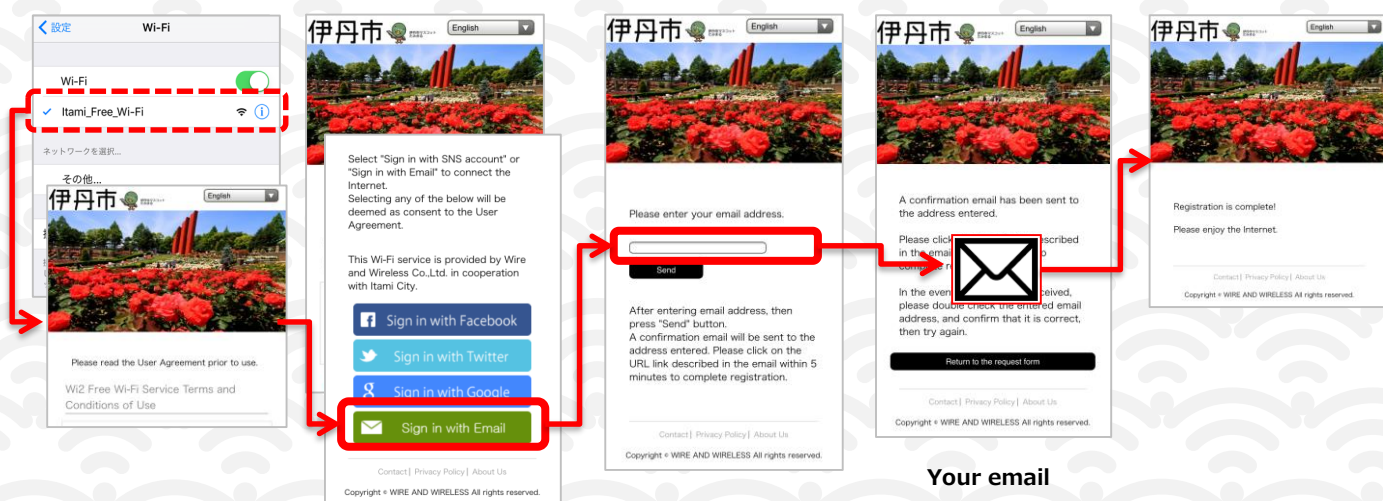 設定
Wi-Fi
Wi-Fi
Itami_Free_Wi-Fi
ネットワークを選択...
その他...
伊丹市
English
Please read the User Agreement prior to use.
Wi2 Free Wi-Fi Service Terms and
Conditions of Use
伊丹市
English
Select "Sign in with SNS account" or
"Sign in with Email" to connect the
Internet.
Selecting any of the below will be
deemed as consent to the User
Agreement.
This Wi-Fi service is provided by Wire
and Wireless Co.,Ltd. in cooperation
with Itami City.
Sign in with Facebook
Sign in with Twitter
Sign in with Google
Sign in with Email
Contact| Privacy Policy| About Us
Copyright © WIRE AND WIRELESS All rights reserved.
伊丹市
English
Please enter your email address.
Send
After entering email address, then
press "Send" button.
A confirmation email will be sent to the
address entered. Please click on the
URL link described in the email within 5
minutes to complete registration.
Contact| Privacy Policy| About Us
Copyright © WIRE AND WIRELESS All rights reserved.
伊丹市
English
A confirmation email has been sent to
the address entered.
Please click
in the email
In the even
please double check the entered email
address, and confirm that it is correct,
then try again.
Return to the request form
Contact| Privacy Policy| About Us
Copyright © WIRE AND WIRELESS All rights reserved.
Your email
伊丹市
English
Registration is complete!
Please enjoy the Internet.
Contact| Privacy Policy| About Us
Copyright © WIRE AND WIRELESS All rights reserved.